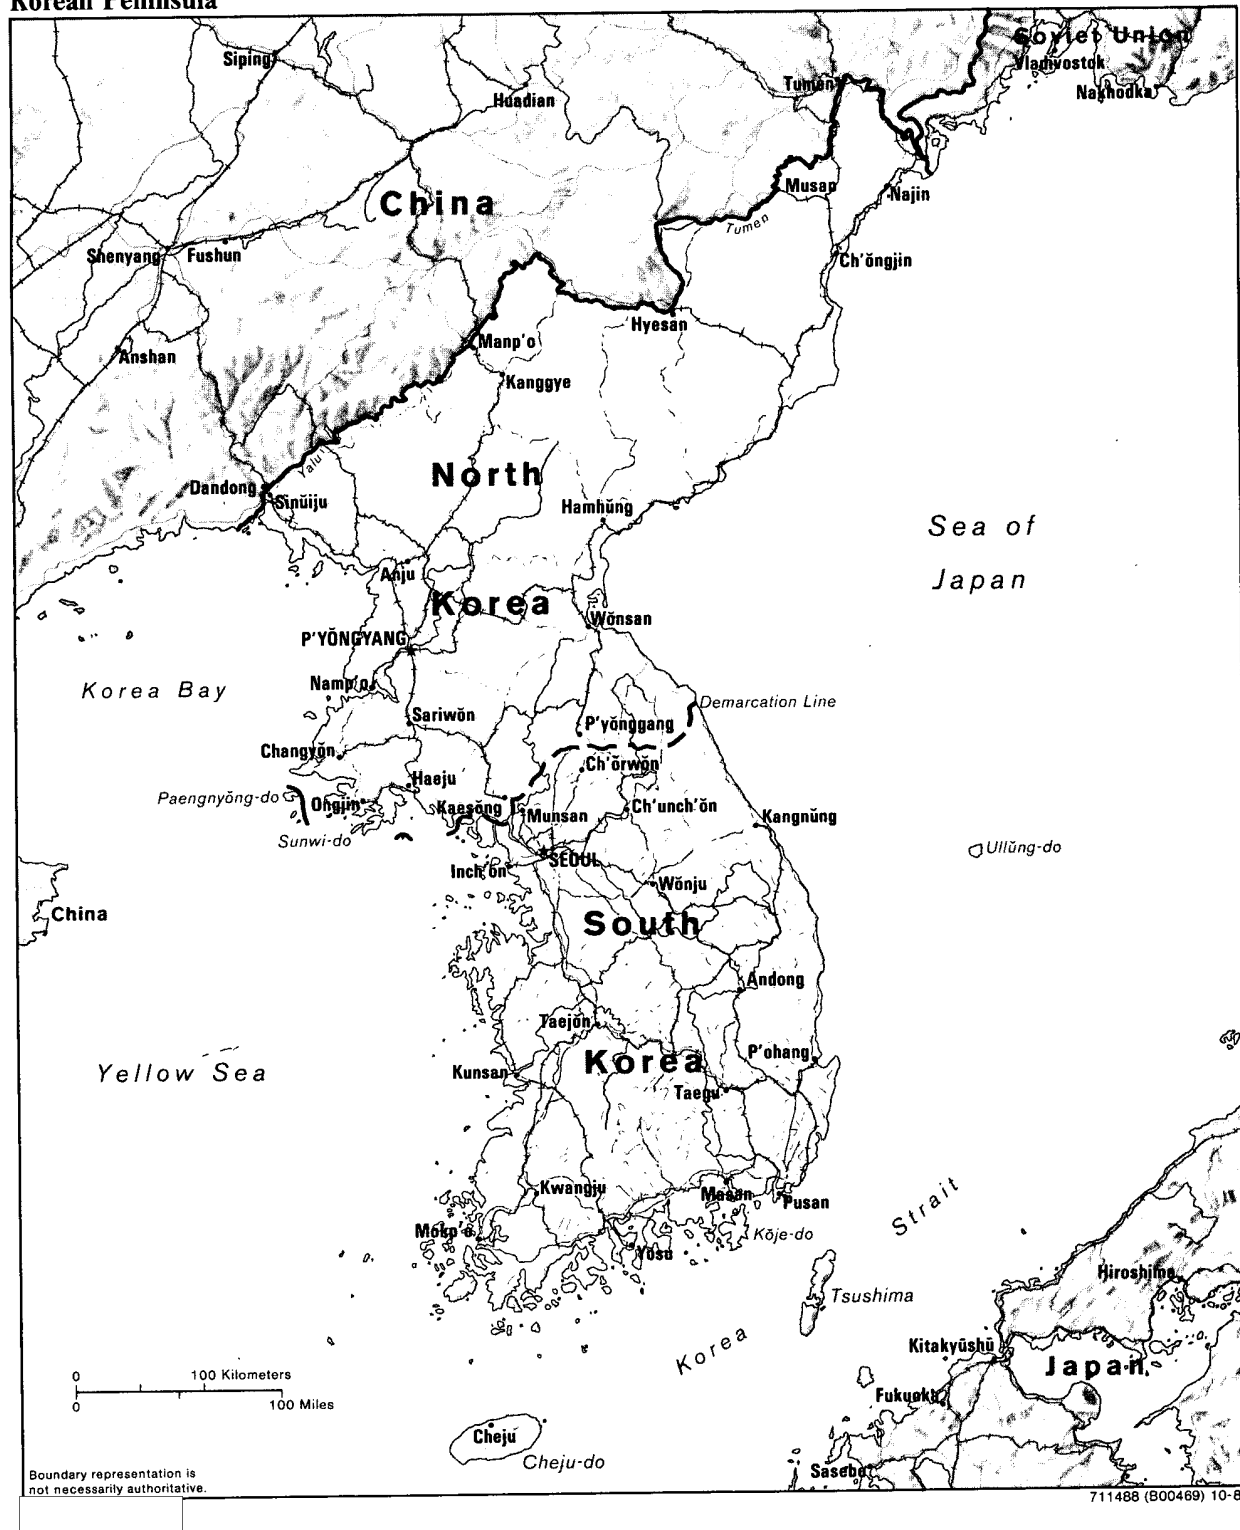 Korean Peninsula
Soviet Union
Siping
Vladivostok
Tumen
Nakhodka
Huadian
Musan
Najin
China
Tumen
Shenyang
Fushun
Ch'ŏngjin
Hyesan
Manp'o
Anshan
Kanggye
North
Yalu
Dandong
Sinŭiju
Hamhŭng
Sea of
Japan
Anju
Korea
Wŏnsan
P'YŎNGYANG
Korea Bay
Namp'o
Demarcation Line
Sariwŏn
P'yŏnggang
Changyŏn
Ch'ŏrwŏn
Haeju
Paengnyŏng-do
Ongjin
Kaesŏng
Munsan
Ch'unch'ŏn
Kangnŭng
Sunwi-do
SEOUL
Ullŭng-do
Inch'ŏn
Wŏnju
China
South
Andong
Taejŏn
P'ohang
Korea
Yellow Sea
Kunsan
Taegu
Kwangju
Masan
Pusan
Mokp'o
Kŏje-do
Yŏsu
Korea Strait
Hiroshima
Tsushima
Kitakyūshū
Japan
0 100 Kilometers
0 100 Miles
Fukuoka
Cheju
Cheju-do
Sasebo
Boundary representation is
not necessarily authoritative.
711488 (B00469) 10-8